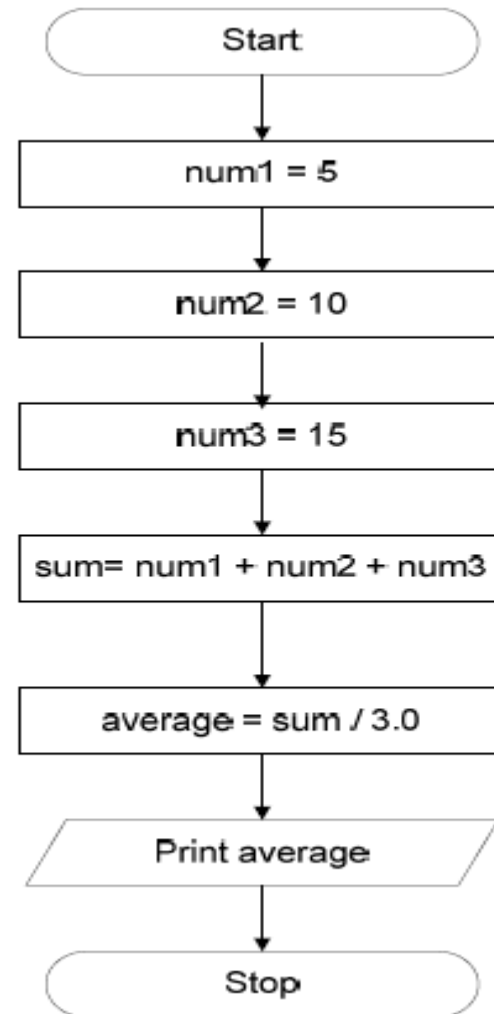 Start
num1 = 5
num2 = 10
num3 = 15
sum= num1 + num2 + num3
average = sum / 3.0
Print average
Stop